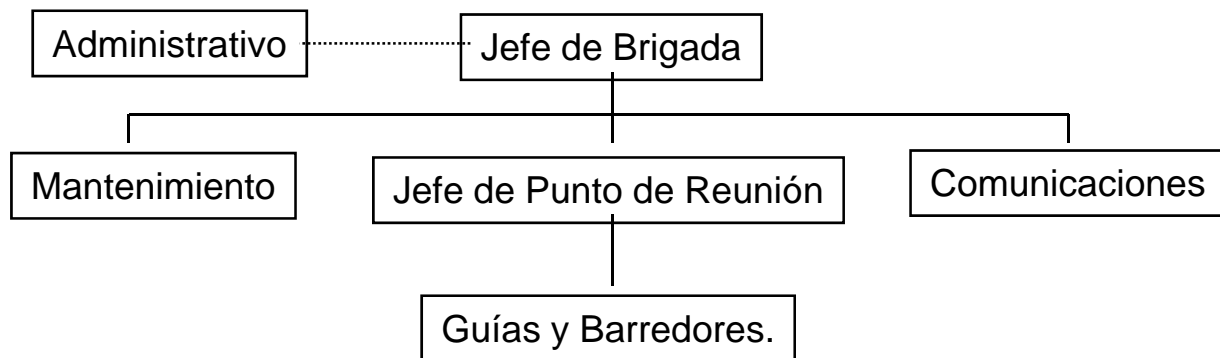 Administrativo
Jefe de Brigada
Mantenimiento
Jefe de Punto de Reunión
Comunicaciones
Guías y Barredores.